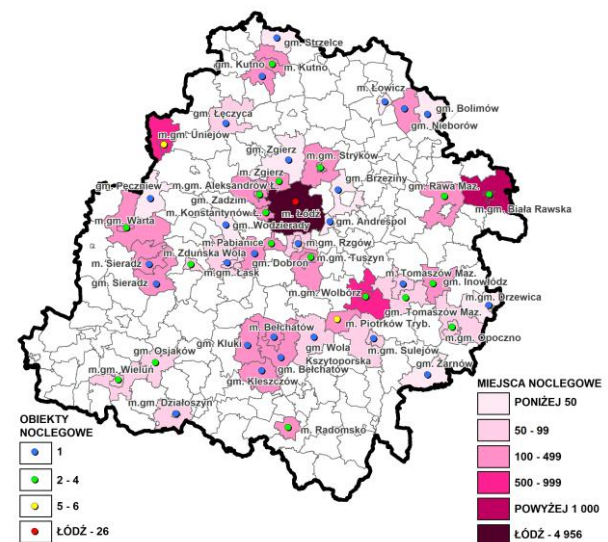 gm. Strzelce
gm. Kutno
m. Kutno
m. Łowicz
gm. Bolimów
gm. Nieborów
gm. Łęczyca
m.gm. Uniejów
gm. Zgierz
m.gm. Stryków
m. Zgierz
gm. Brzeziny
gm. Pęczniew
m.gm. Aleksandrów Ł.
gm. Rawa Maz.
gm. Zadzim
m. Łódź
m.gm. Biała Rawska
m. Konstantynów Ł.
m.gm. Warta
gm. Wodzierady
gm. Andrespol
m. Pabianice
m.gm. Rzgów
m. Sieradz
m. Zduńska Wola
gm. Dobroń
m.gm. Tuszyn
m.gm. Łask
m. Tomaszów Maz.
gm. Inowłódz
gm. Sieradz
m.gm. Wolbórz
m.gm. Drzewica
gm. Tomaszów Maz.
m. Bełchatów
m. Piotrków Tryb.
m.gm. Opoczno
gm. Kluki
gm. Wola
Krzytoporska
m.gm. Sulejów
gm. Osjaków
gm. Bełchatów
gm. Żarnów
m.gm. Wieluń
gm. Kleszczów
m.gm. Działoszyn
m. Radomsko
OBIEKTY
NOCLEGOWE
1
2 - 4
5 - 6
ŁÓDŹ - 26
MIEJSCA NOCLEGOWE
PONIŻEJ 50
50 - 99
100 - 499
500 - 999
POWYŻEJ 1 000
ŁÓDŹ - 4 956